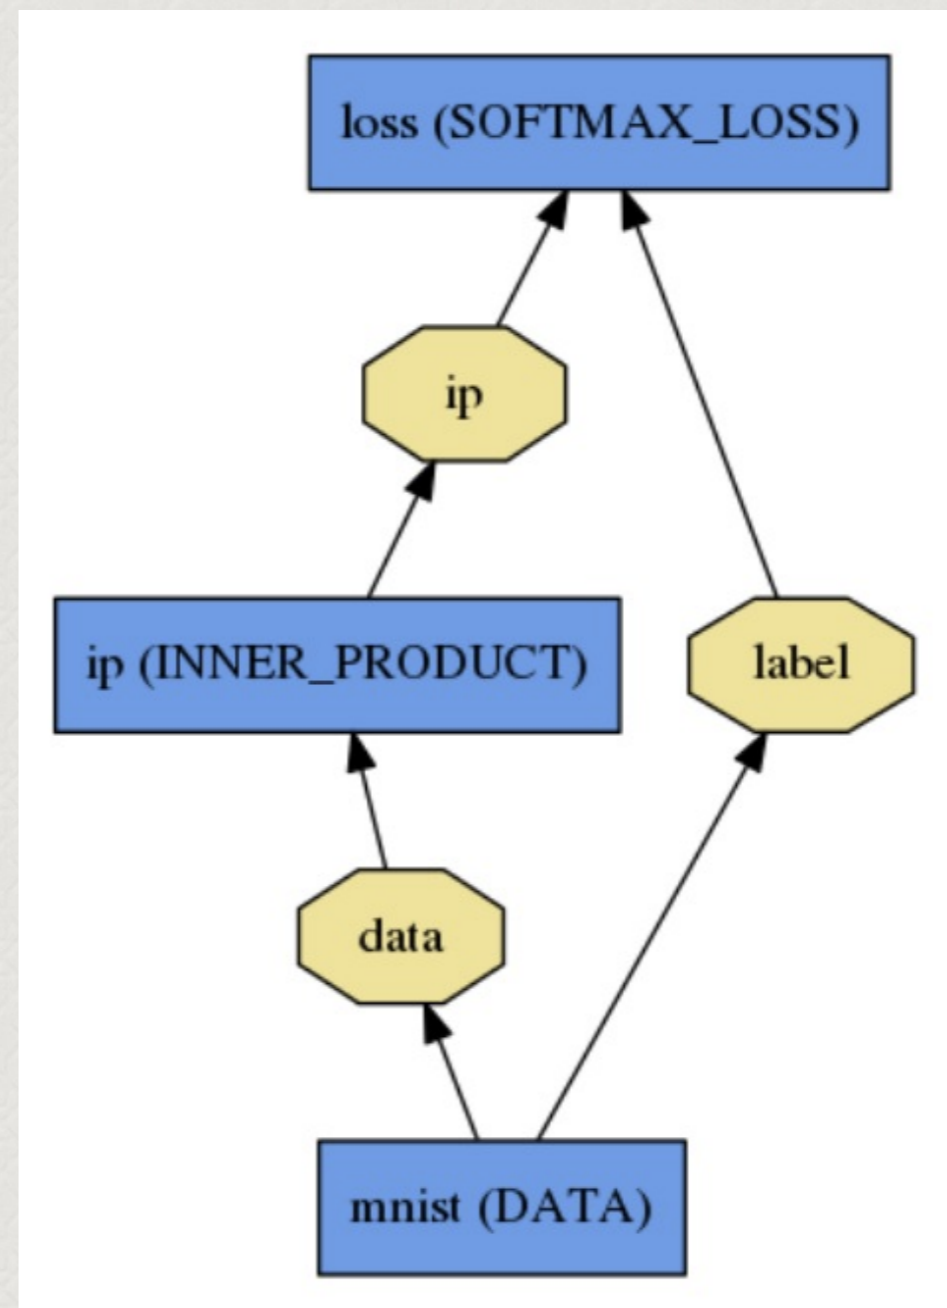 loss (SOFTMAX_LOSS)
ip
ip (INNER_PRODUCT)
label
data
mnist (DATA)